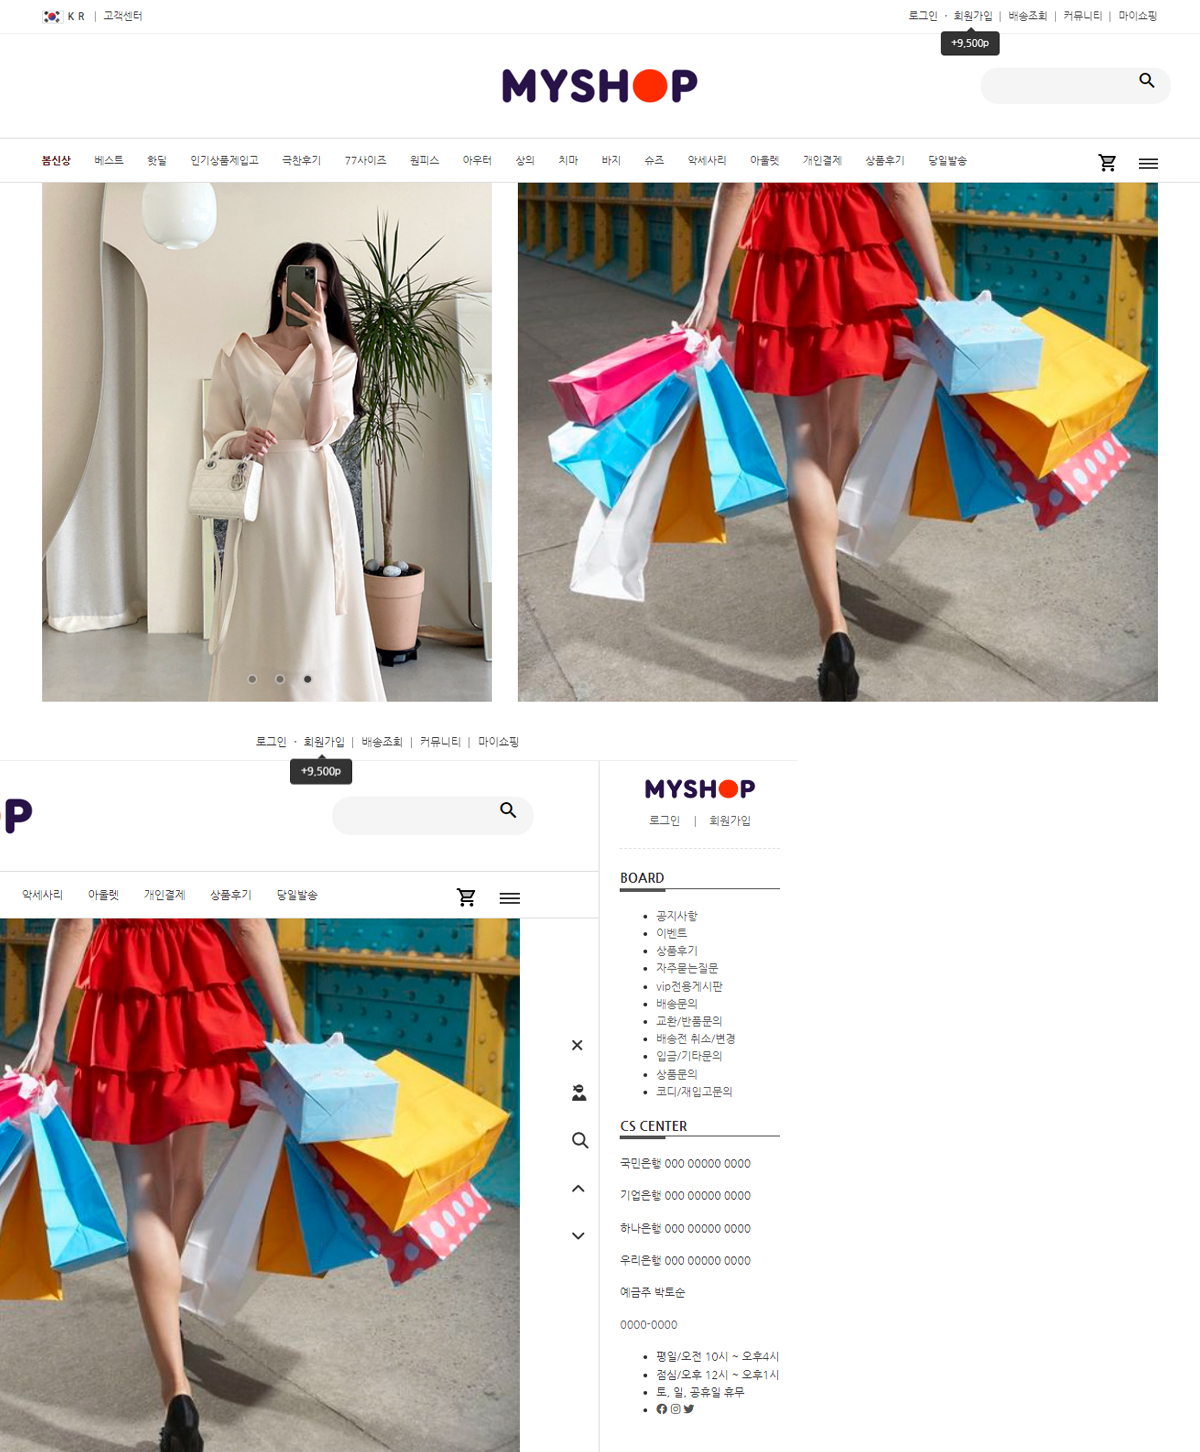 KR | 고객센터
로그인 · 회원가입 | 배송조회 | 커뮤니티 | 마이쇼핑
+9,500p
MYSHOP
봄신상 베스트 핫딜 인기상품재입고 극찬후기 77사이즈 원피스 아우터 상의 치마 바지 슈즈 악세사리 아울렛 개인결제 상품후기 당일발송
로그인 · 회원가입 | 배송조회 | 커뮤니티 | 마이쇼핑
+9,500p
OP
악세사리 아울렛 개인결제 상품후기 당일발송
MYSHOP
로그인 | 회원가입
BOARD
공지사항
이벤트
상품후기
자주묻는질문
vip전용게시판
배송문의
교환/반품문의
배송전 취소/변경
입금/기타문의
상품문의
코디/재입고문의
CS CENTER
국민은행 000 00000 0000
기업은행 000 00000 0000
하나은행 000 00000 0000
우리은행 000 00000 0000
예금주 박토순
0000-0000
평일/오전 10시 ~ 오후4시
점심/오후 12시 ~ 오후1시
토, 일, 공휴일 휴무